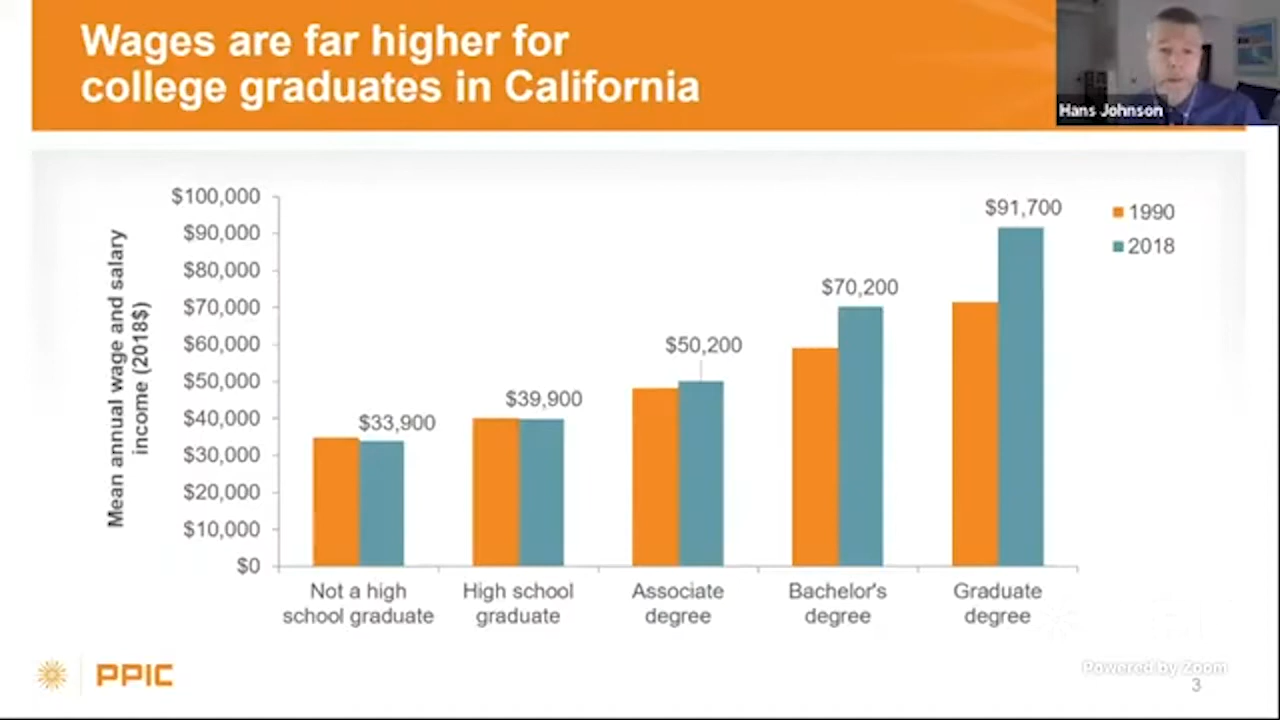 Wages are far higher for
college graduates in California
Hans Johnson
Mean annual wage and salary
income (2018$)
$100,000
$90,000
$80,000
$70,000
$60,000
$50,000
$40,000
$30,000
$20,000
$10,000
$0
$33,900
$39,900
$50,200
$70,200
$91,700
1990
2018
Not a high
school graduate
High school
graduate
Associate
degree
Bachelor's
degree
Graduate
degree
PPIC
Powered by Zoom
3